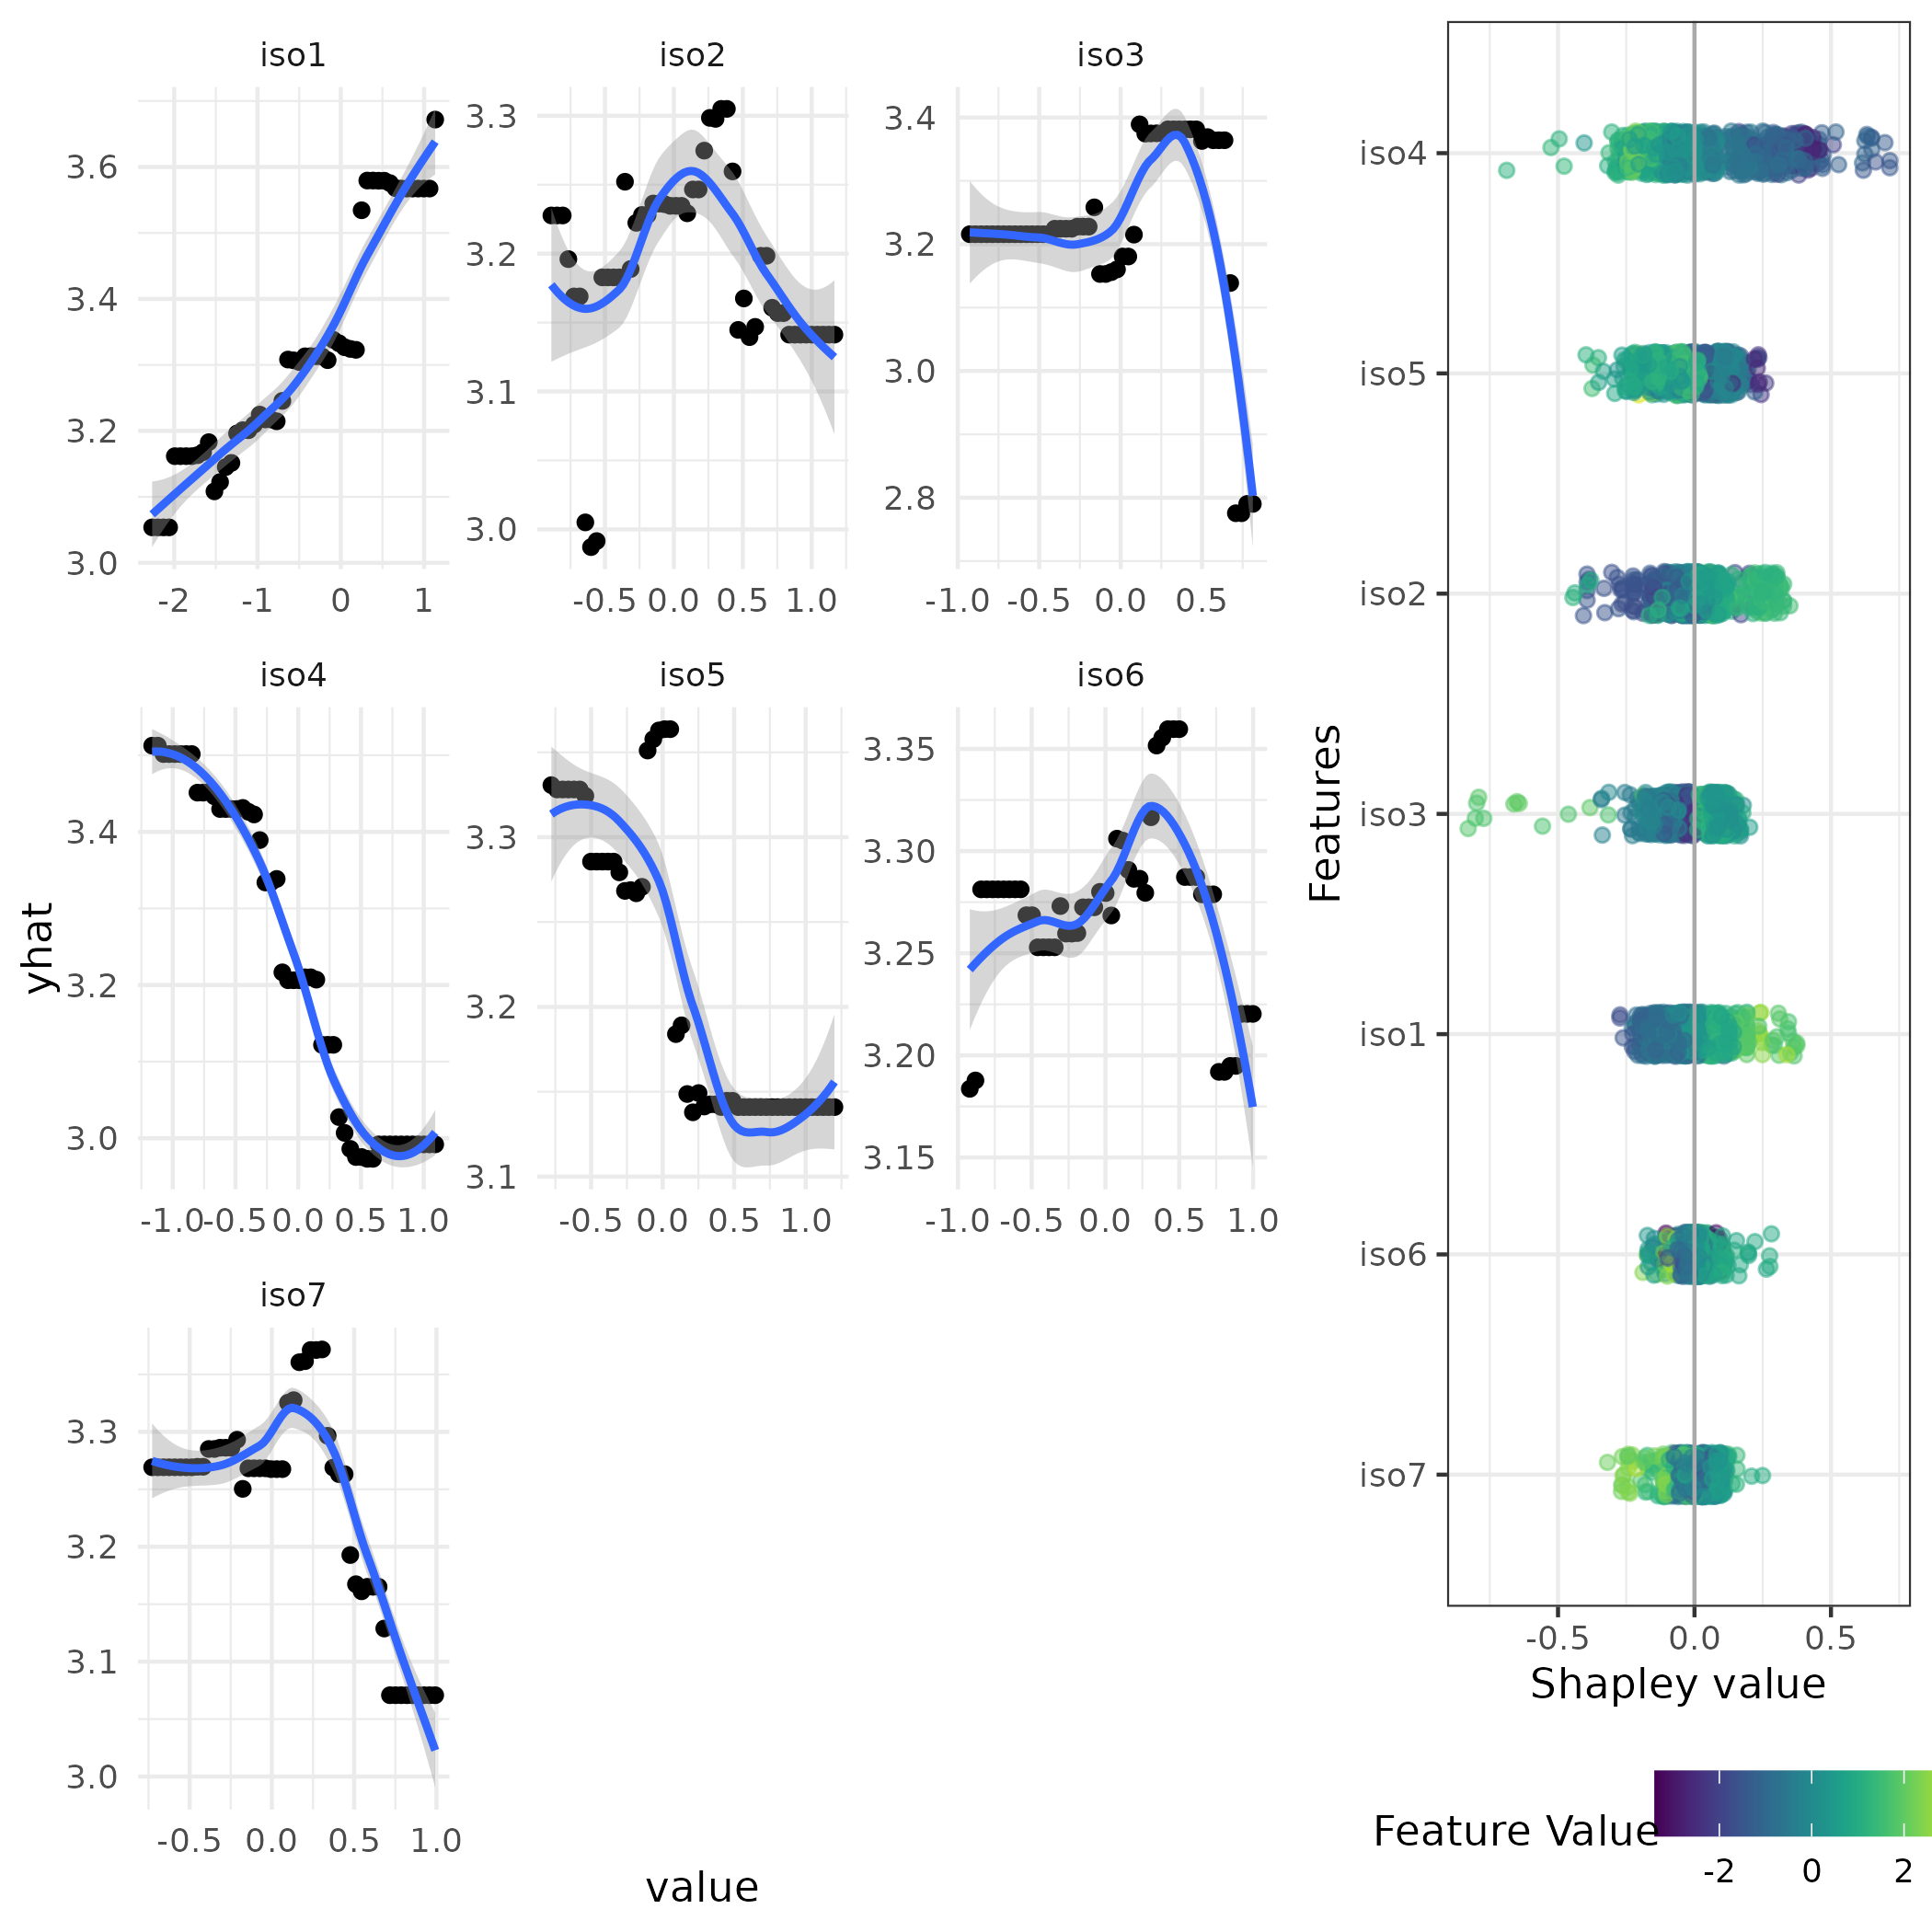 iso1
iso2
iso3
3.6
3.4
3.2
3.0
-2 -1 0 1
3.3
3.2
3.1
3.0
-0.5 0.0 0.5 1.0
3.4
3.2
3.0
2.8
-1.0 -0.5 0.0 0.5
iso4
iso5
iso6
yhat
3.4
3.2
3.0
-1.0 -0.5 0.0 0.5 1.0
3.3
3.2
3.1
-0.5 0.0 0.5 1.0
3.35
3.30
3.25
3.20
3.15
-1.0 -0.5 0.0 0.5 1.0
iso7
3.3
3.2
3.1
3.0
-0.5 0.0 0.5 1.0
value
Features
iso4
iso5
iso2
iso3
iso1
iso6
iso7
-0.5 0.0 0.5
Shapley value
Feature Value
-2 0 2